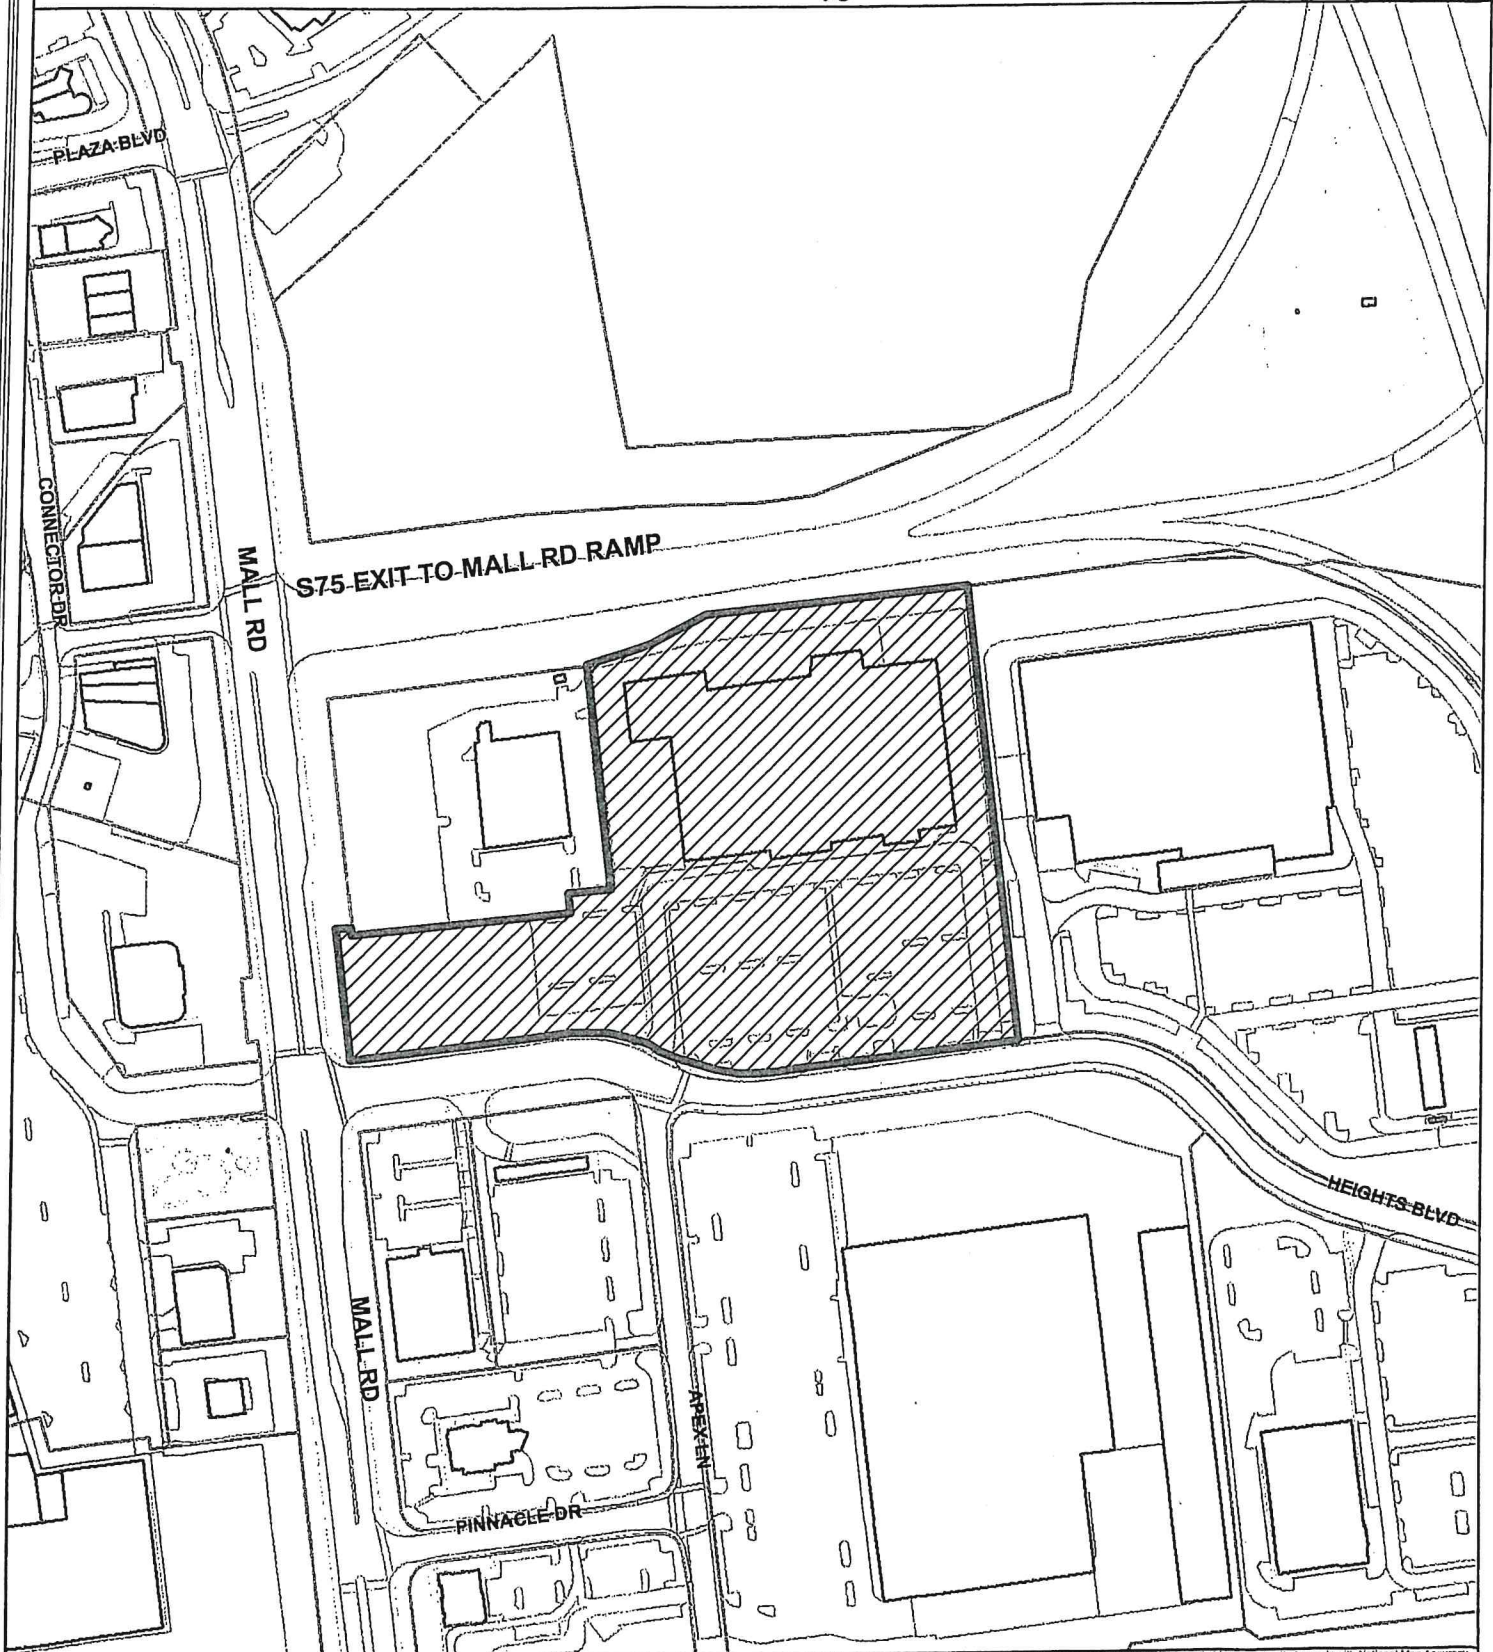 PLAZA BLVD
CONNECTOR DR
MALL RD
S75 EXIT TO MALL RD RAMP
HEIGHTS BLVD
MALL RD
APEX LN
PINNACLE DR